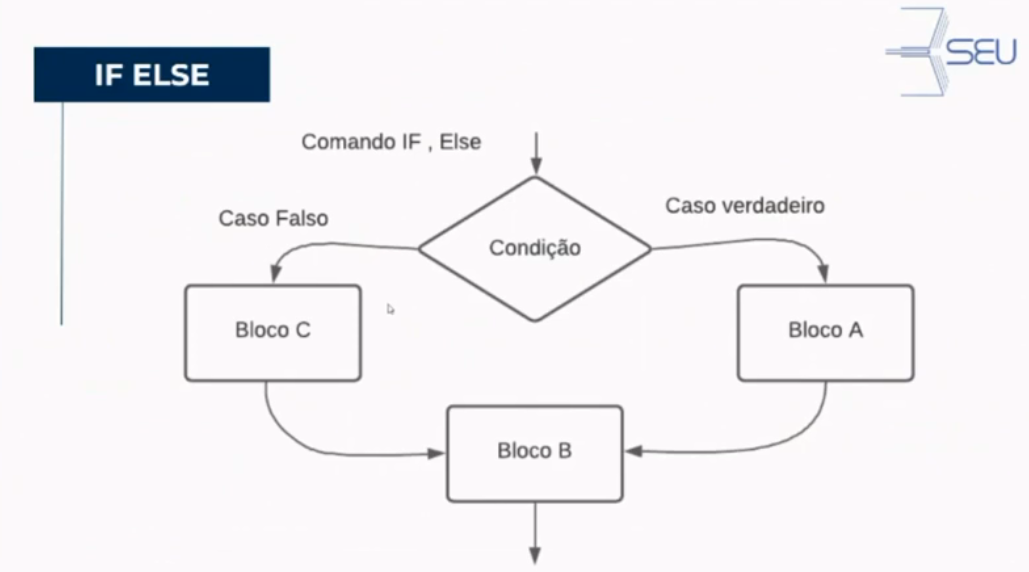 SEU
IF ELSE
Comando IF , Else
Caso Falso
Caso verdadeiro
Condição
Bloco C
Bloco A
Bloco B